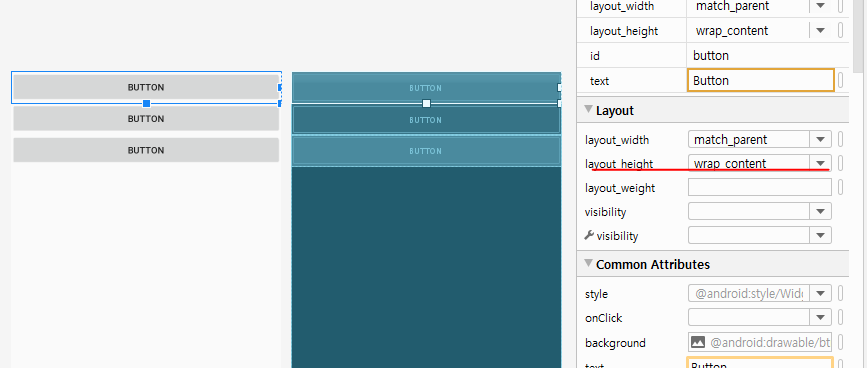 layout_width match_parent
layout_height wrap_content
id button
text Button
Layout
layout_width match_parent
layout_height wrap_content
layout_weight
visibility
visibility
Common Attributes
style @android:style/Wid
onClick
background @android:drawable/bt
text Button
BUTTON BUTTON
BUTTON BUTTON
BUTTON BUTTON